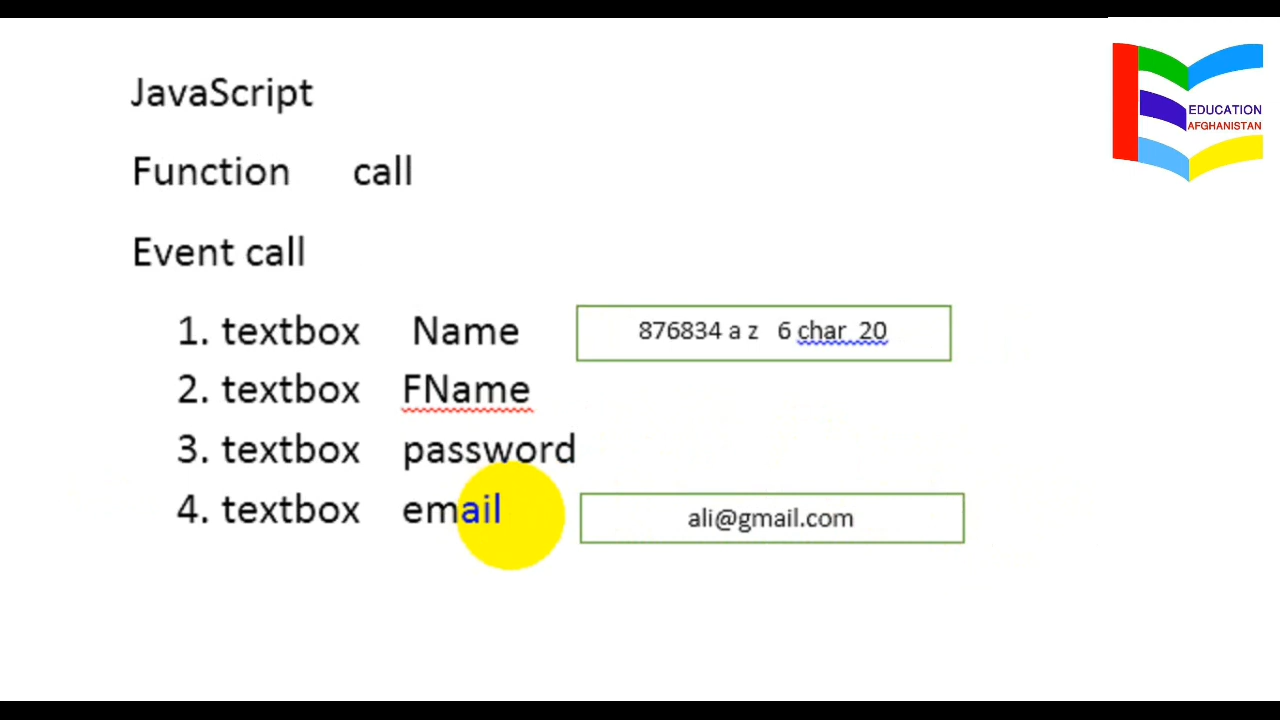 JavaScript
EDUCATION
AFGHANISTAN
Function call
Event call
1. textbox Name 876834 a z 6 char 20
2. textbox FName
3. textbox password
4. textbox email ali@gmail.com